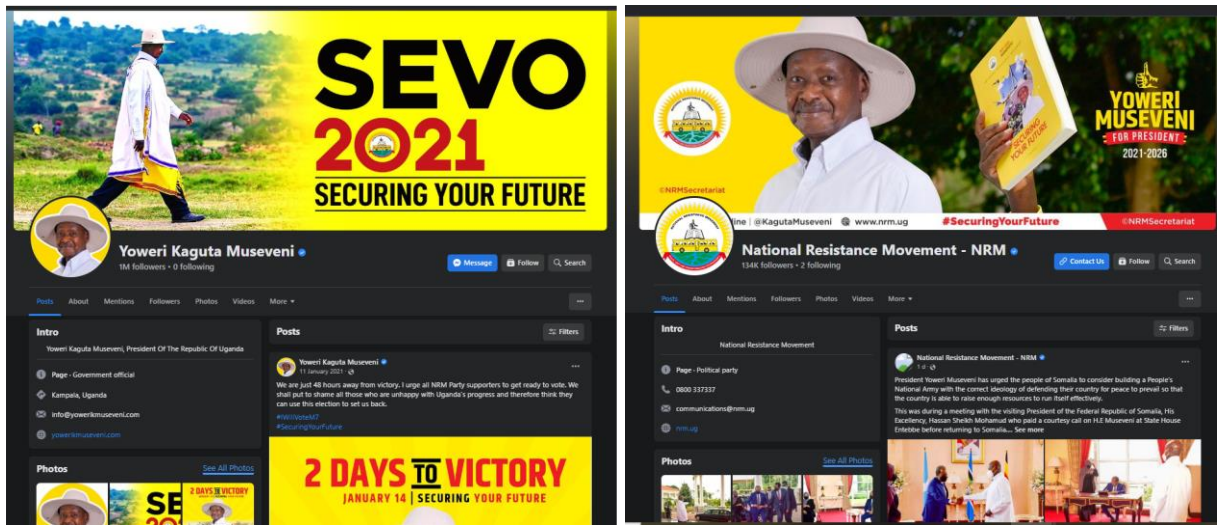 SEVO
2021
SECURING YOUR FUTURE
Yoweri Kaguta Museveni
1M followers • 0 following
Message
Follow
Search
Posts
About
Mentions
Followers
Photos
Videos
More
Intro
Yoweri Kaguta Museveni, President Of The Republic Of Uganda
Page · Government official
Kampala, Uganda
info@yowerikmuseveni.com
yowerikmuseveni.com
Photos
See All Photos
SE
20
2 DAYS TO VICTORY
Posts
Filters
Yoweri Kaguta Museveni
11 January 2021 ·
We are just 48 hours away from victory. I urge all NRM Party supporters to get ready to vote. We
shall put to shame all those who are unhappy with Uganda's progress and therefore think they
can use this election to set us back.
#IWillVoteM7
#SecuringYourFuture
2 DAYS TO VICTORY
JANUARY 14 | SECURING YOUR FUTURE
SECURING
YOUR FUTURE
YOWERI
MUSEVENI
FOR PRESIDENT
2021-2026
©NRMSecretariat
line | @KagutaMuseveni
www.nrm.ug
#SecuringYourFuture
©NRMSecretariat
National Resistance Movement - NRM
134K followers • 2 following
Contact Us
Follow
Search
Posts
About
Mentions
Followers
Photos
Videos
More
Intro
National Resistance Movement
Page · Political party
0800 337337
communications@nrm.ug
nrm.ug
Photos
See All Photos
Posts
Filters
National Resistance Movement - NRM
1 d ·
President Yoweri Museveni has urged the people of Somalia to consider building a People's
National Army with the correct ideology of defending their country for peace to prevail so that
the country is able to raise enough resources to run itself effectively.
This was during a meeting with the visiting President of the Federal Republic of Somalia, His
Excellency, Hassan Sheikh Mohamud who paid a courtesy call on H.E Museveni at State House
Entebbe before returning to Somalia.... See more